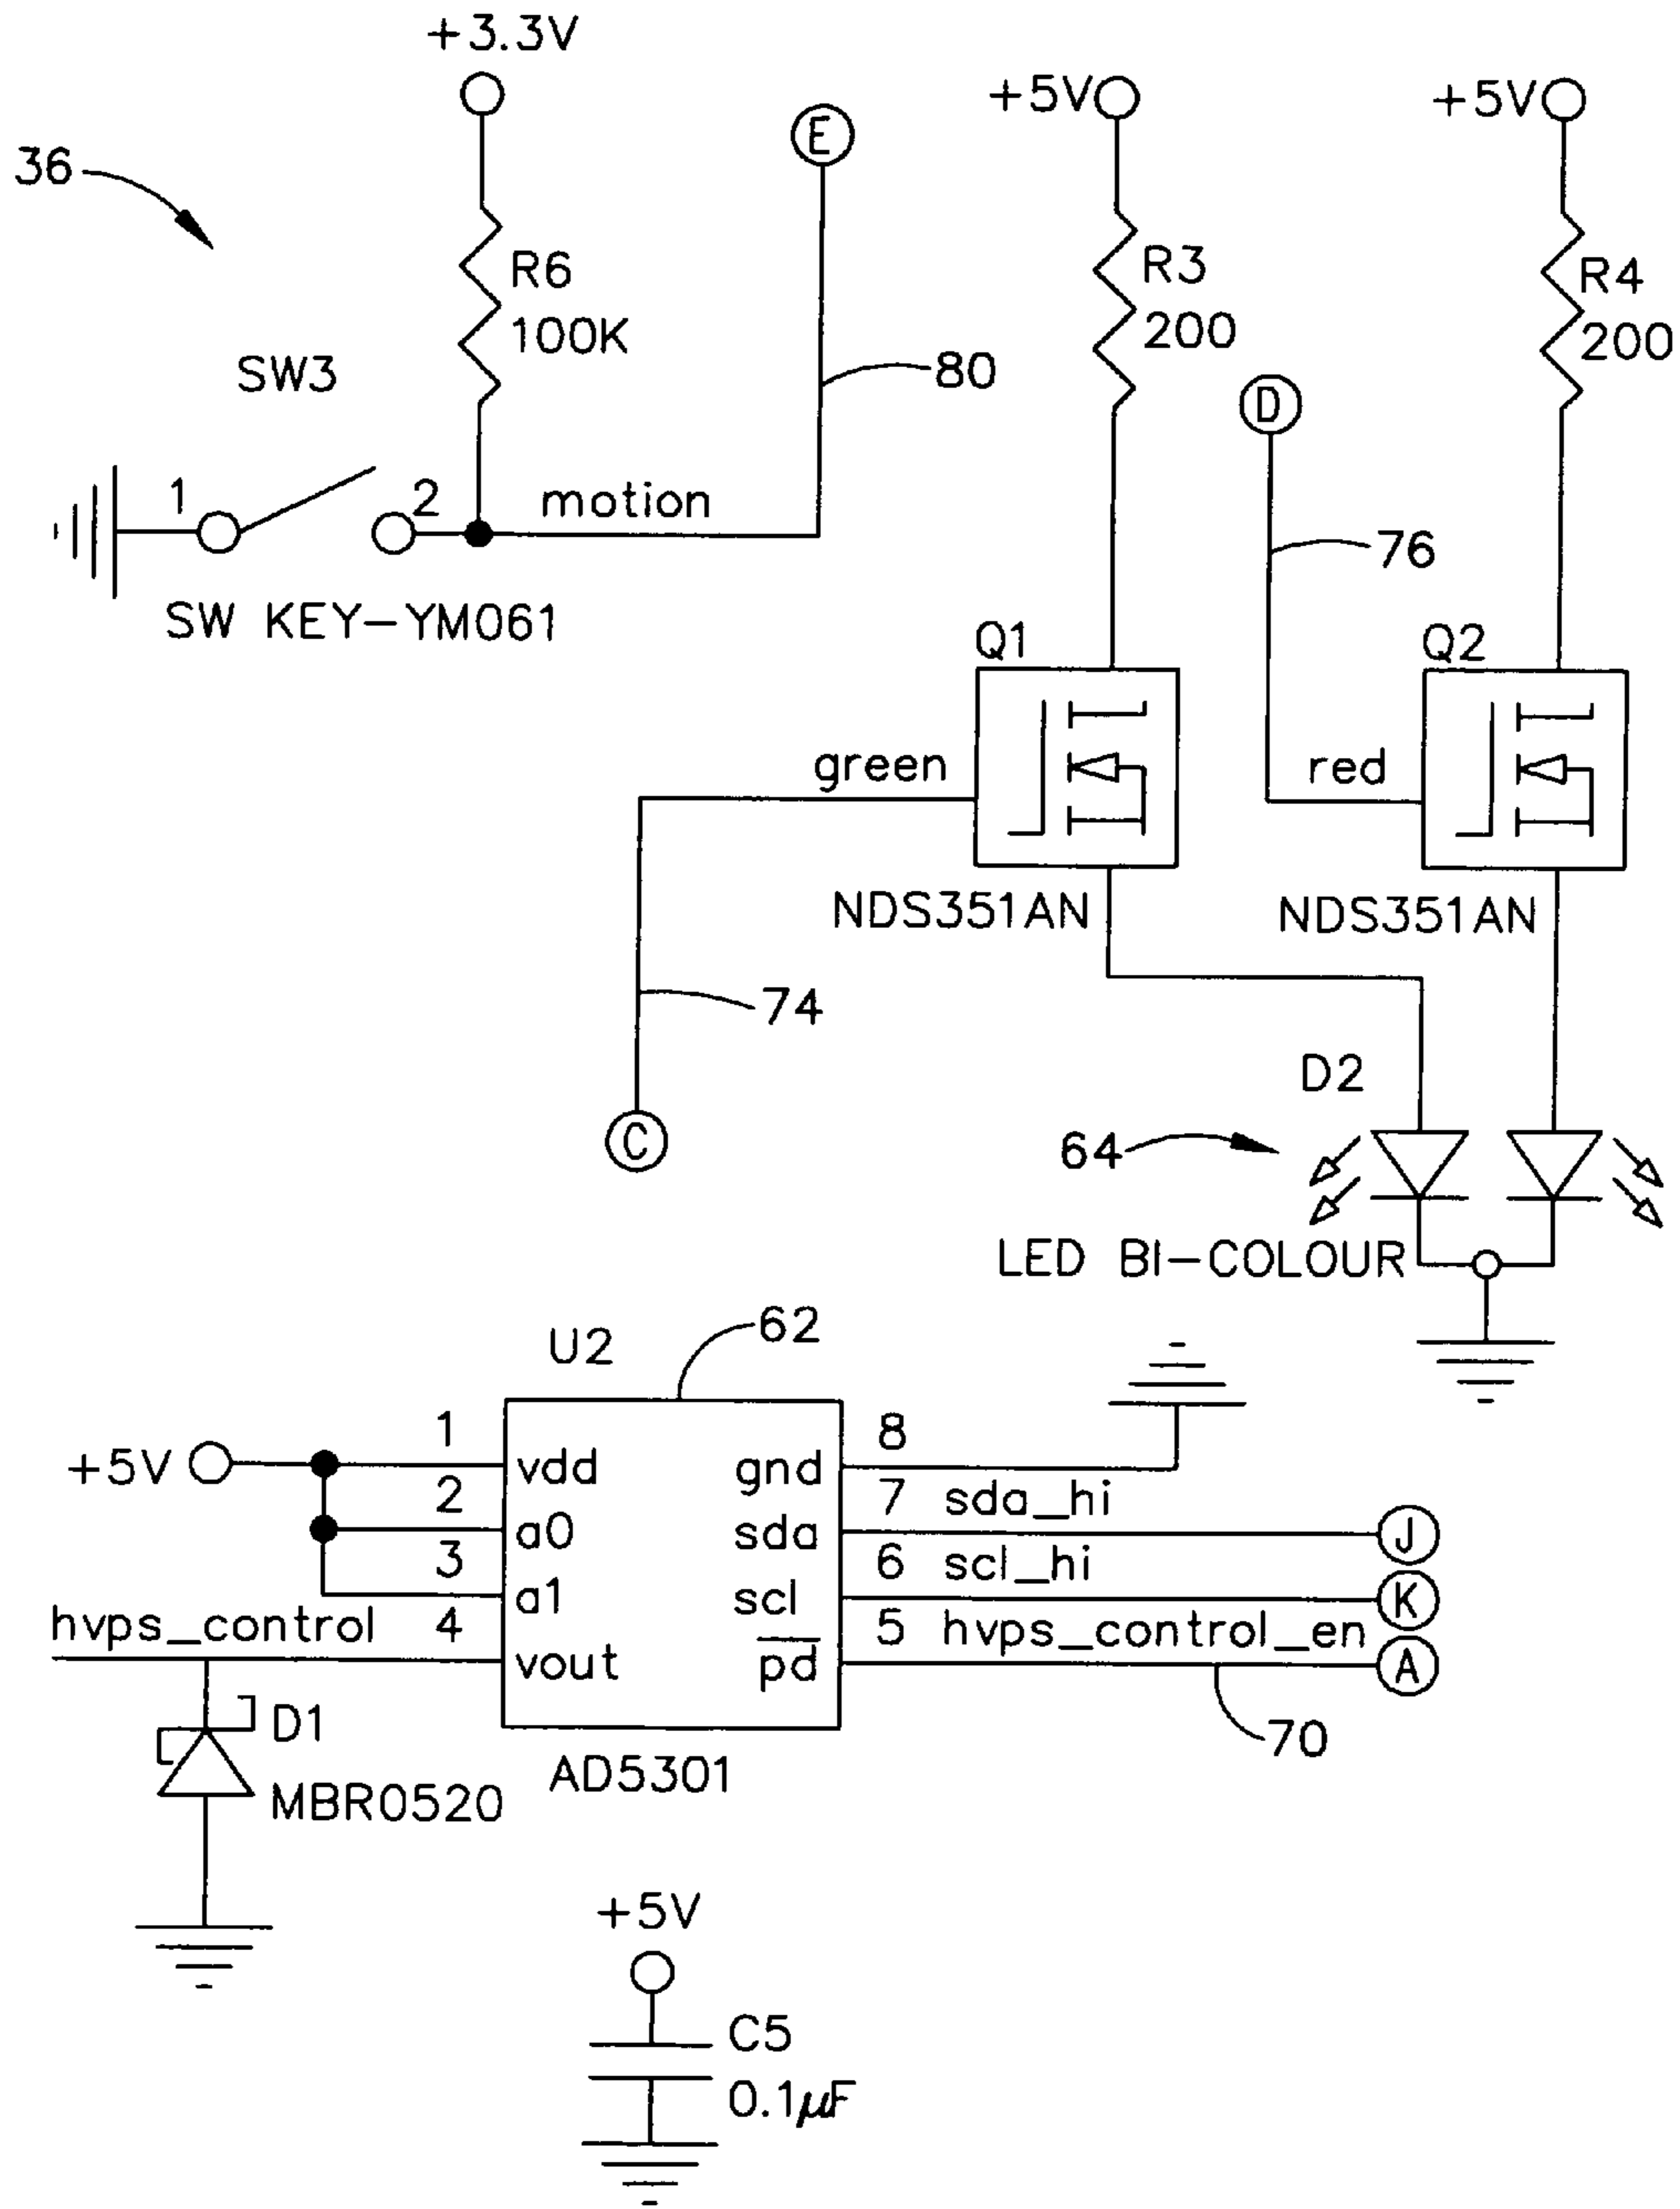 +3.3V
E
+5V
+5V
36
R6
100K
R3
200
R4
200
SW3
80
D
1
2
motion
76
SW KEY-YM061
Q1
Q2
green
red
NDS351AN
NDS351AN
74
D2
C
64
LED BI-COLOUR
U2
62
+5V
1
vdd
gnd
8
2
a0
sda
7
sda_hi
J
3
a1
scl
6
scl_hi
K
hvps_control
4
vout
pd
5
hvps_control_en
A
70
D1
MBR0520
AD5301
+5V
C5
0.1μF